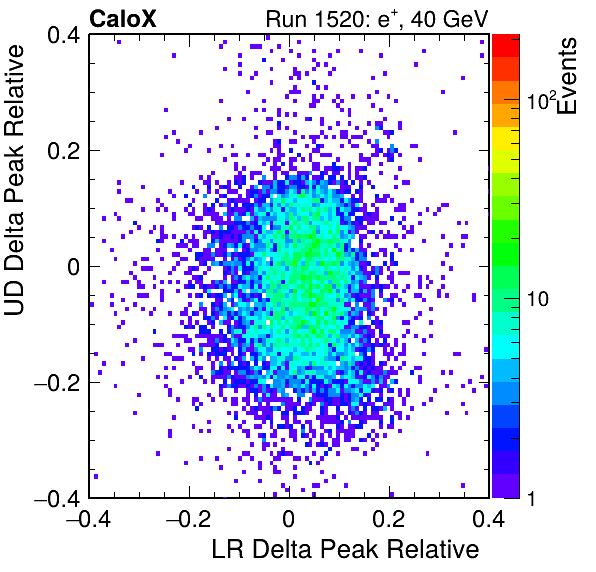 CaloX Run 1520: e⁺, 40 GeV
UD Delta Peak Relative
0.4
0.2
0
−0.2
−0.4
−0.4 −0.2 0 0.2 0.4
LR Delta Peak Relative
Events
10²
10
1